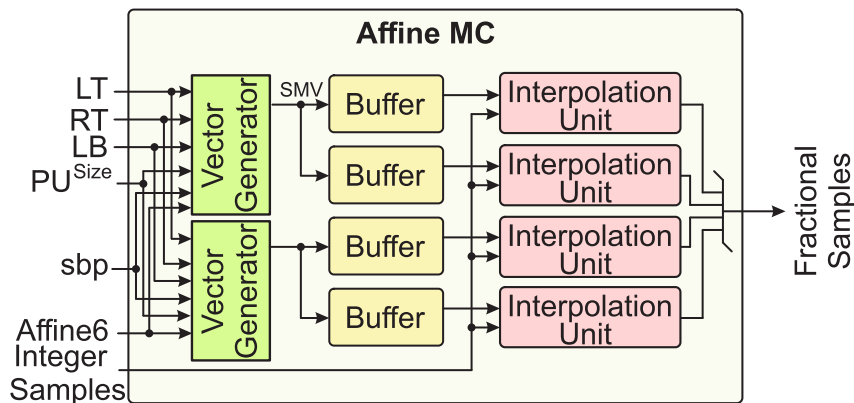 Affine MC
LT
RT
LB
PU Size
sbp
Affine6
Integer
Samples
Vector
Generator
Vector
Generator
SMV
Buffer
Buffer
Buffer
Buffer
Interpolation
Unit
Interpolation
Unit
Interpolation
Unit
Interpolation
Unit
Fractional
Samples